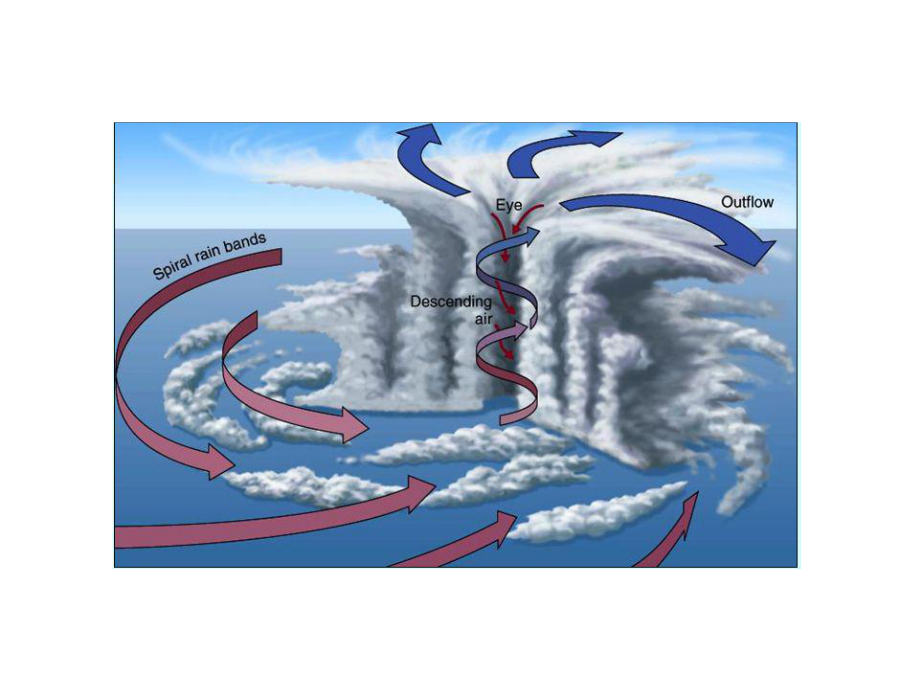 Eye
Outflow
Spiral rain bands
Descending
air